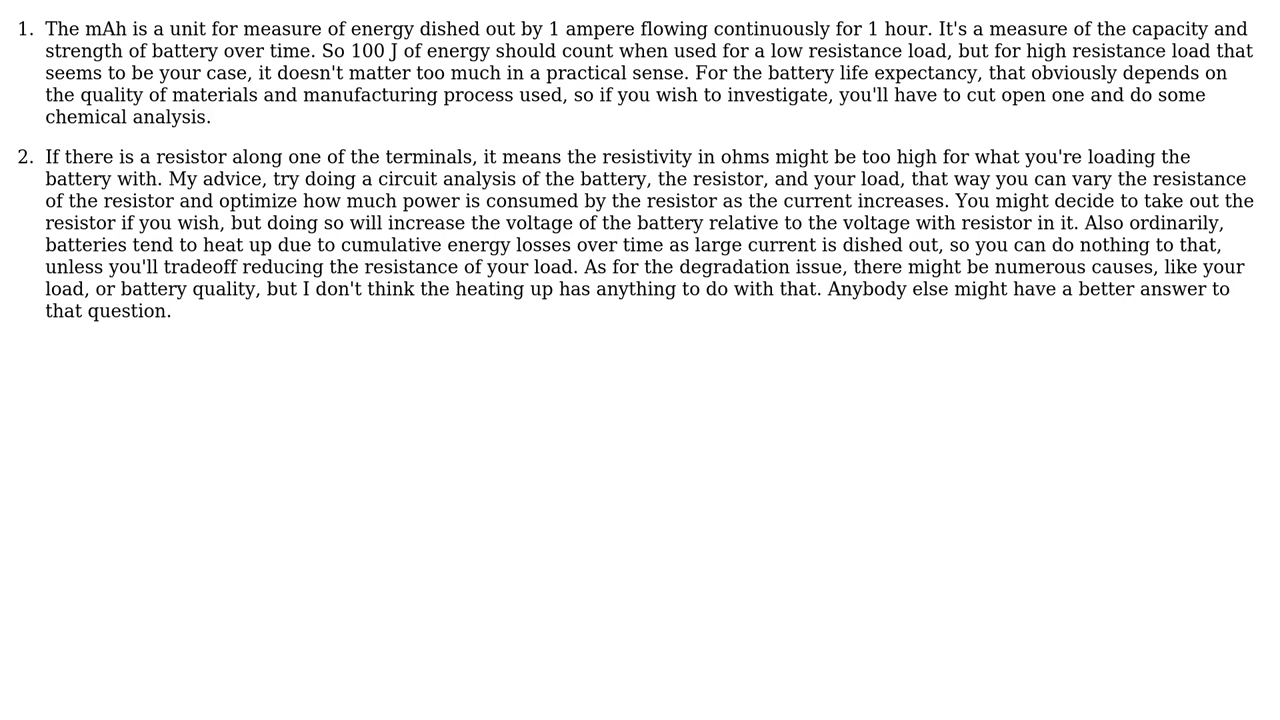 1. The mAh is a unit for measure of energy dished out by 1 ampere flowing continuously for 1 hour. It's a measure of the capacity and
strength of battery over time. So 100 J of energy should count when used for a low resistance load, but for high resistance load that
seems to be your case, it doesn't matter too much in a practical sense. For the battery life expectancy, that obviously depends on
the quality of materials and manufacturing process used, so if you wish to investigate, you'll have to cut open one and do some
chemical analysis.
2. If there is a resistor along one of the terminals, it means the resistivity in ohms might be too high for what you're loading the
battery with. My advice, try doing a circuit analysis of the battery, the resistor, and your load, that way you can vary the resistance
of the resistor and optimize how much power is consumed by the resistor as the current increases. You might decide to take out the
resistor if you wish, but doing so will increase the voltage of the battery relative to the voltage with resistor in it. Also ordinarily,
batteries tend to heat up due to cumulative energy losses over time as large current is dished out, so you can do nothing to that,
unless you'll tradeoff reducing the resistance of your load. As for the degradation issue, there might be numerous causes, like your
load, or battery quality, but I don't think the heating up has anything to do with that. Anybody else might have a better answer to
that question.